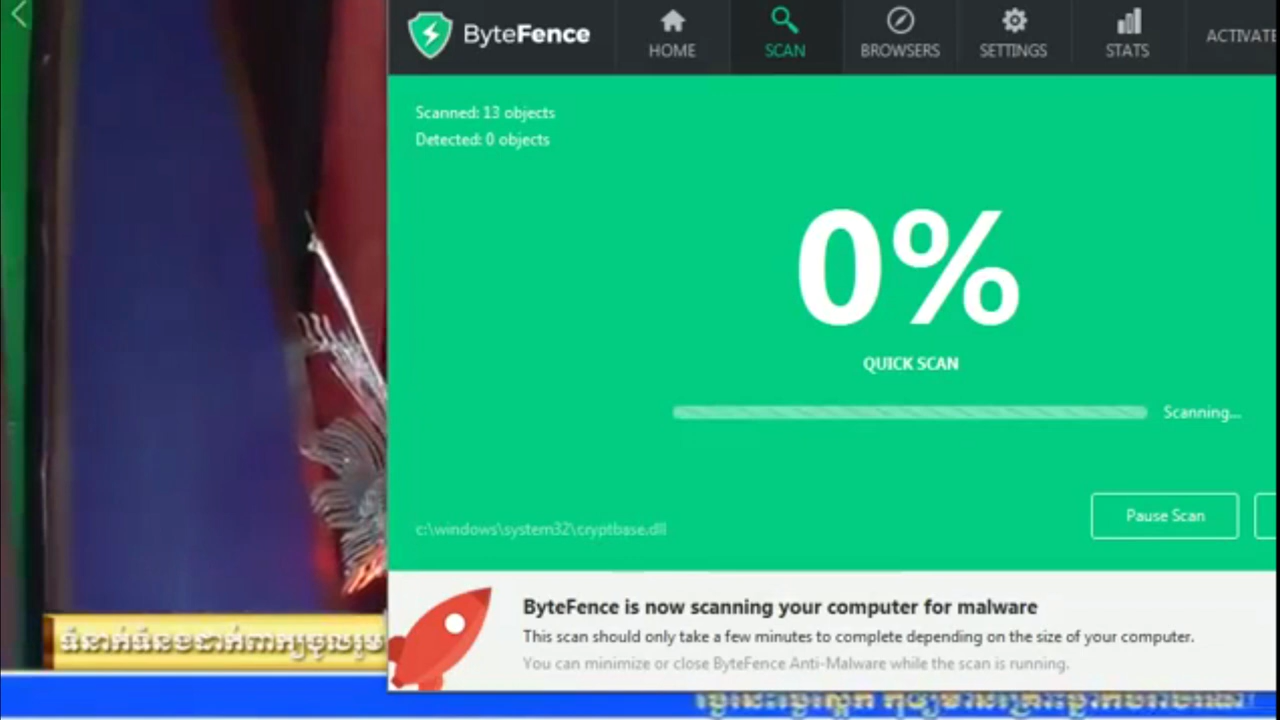 ByteFence
HOME
SCAN
BROWSERS
SETTINGS
STATS
ACTIVATE
Scanned: 13 objects
Detected: 0 objects
0%
QUICK SCAN
Scanning...
Pause Scan
c:\windows\system32\cryptbase.dll
ByteFence is now scanning your computer for malware
This scan should only take a few minutes to complete depending on the size of your computer.
You can minimize or close ByteFence Anti-Malware while the scan is running.